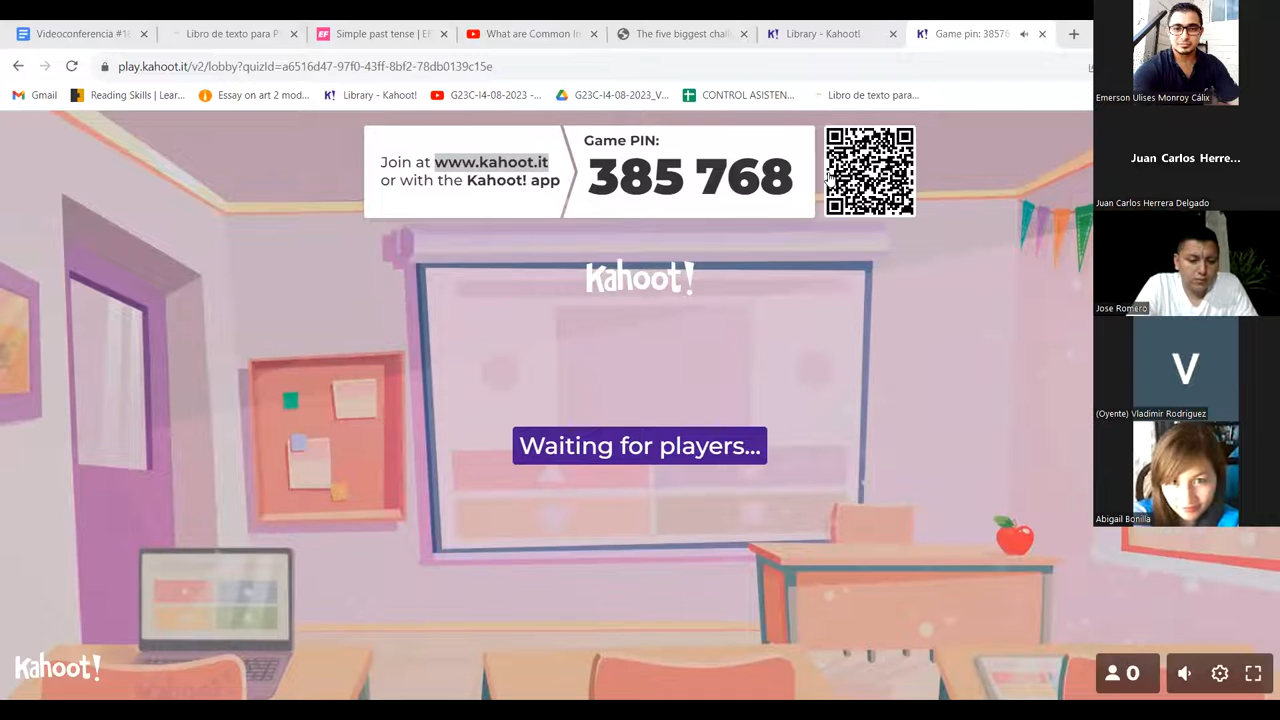 Videoconferencia #1
Libro de texto para P
Simple past tense | E
What are Common In
The five biggest chal
Library - Kahoot!
Game pin: 38576
play.kahoot.it/v2/lobby?quizId=a6516d47-97f0-43ff-8bf2-78db0139c15e
Gmail
Reading Skills | Lear...
Essay on art 2 mod...
Library - Kahoot!
G23C-I4-08-2023 -...
G23C-I4-08-2023_V...
CONTROL ASISTEN...
Libro de texto para...
Join at www.kahoot.it
or with the Kahoot! app
Game PIN:
385 768
Kahoot!
Waiting for players...
Kahoot!
0
Emerson Ulises Monroy Cálix
Juan Carlos Herre...
Juan Carlos Herrera Delgado
Jose Romero
V
(Oyente) Vladimir Rodriguez
Abigail Bonilla